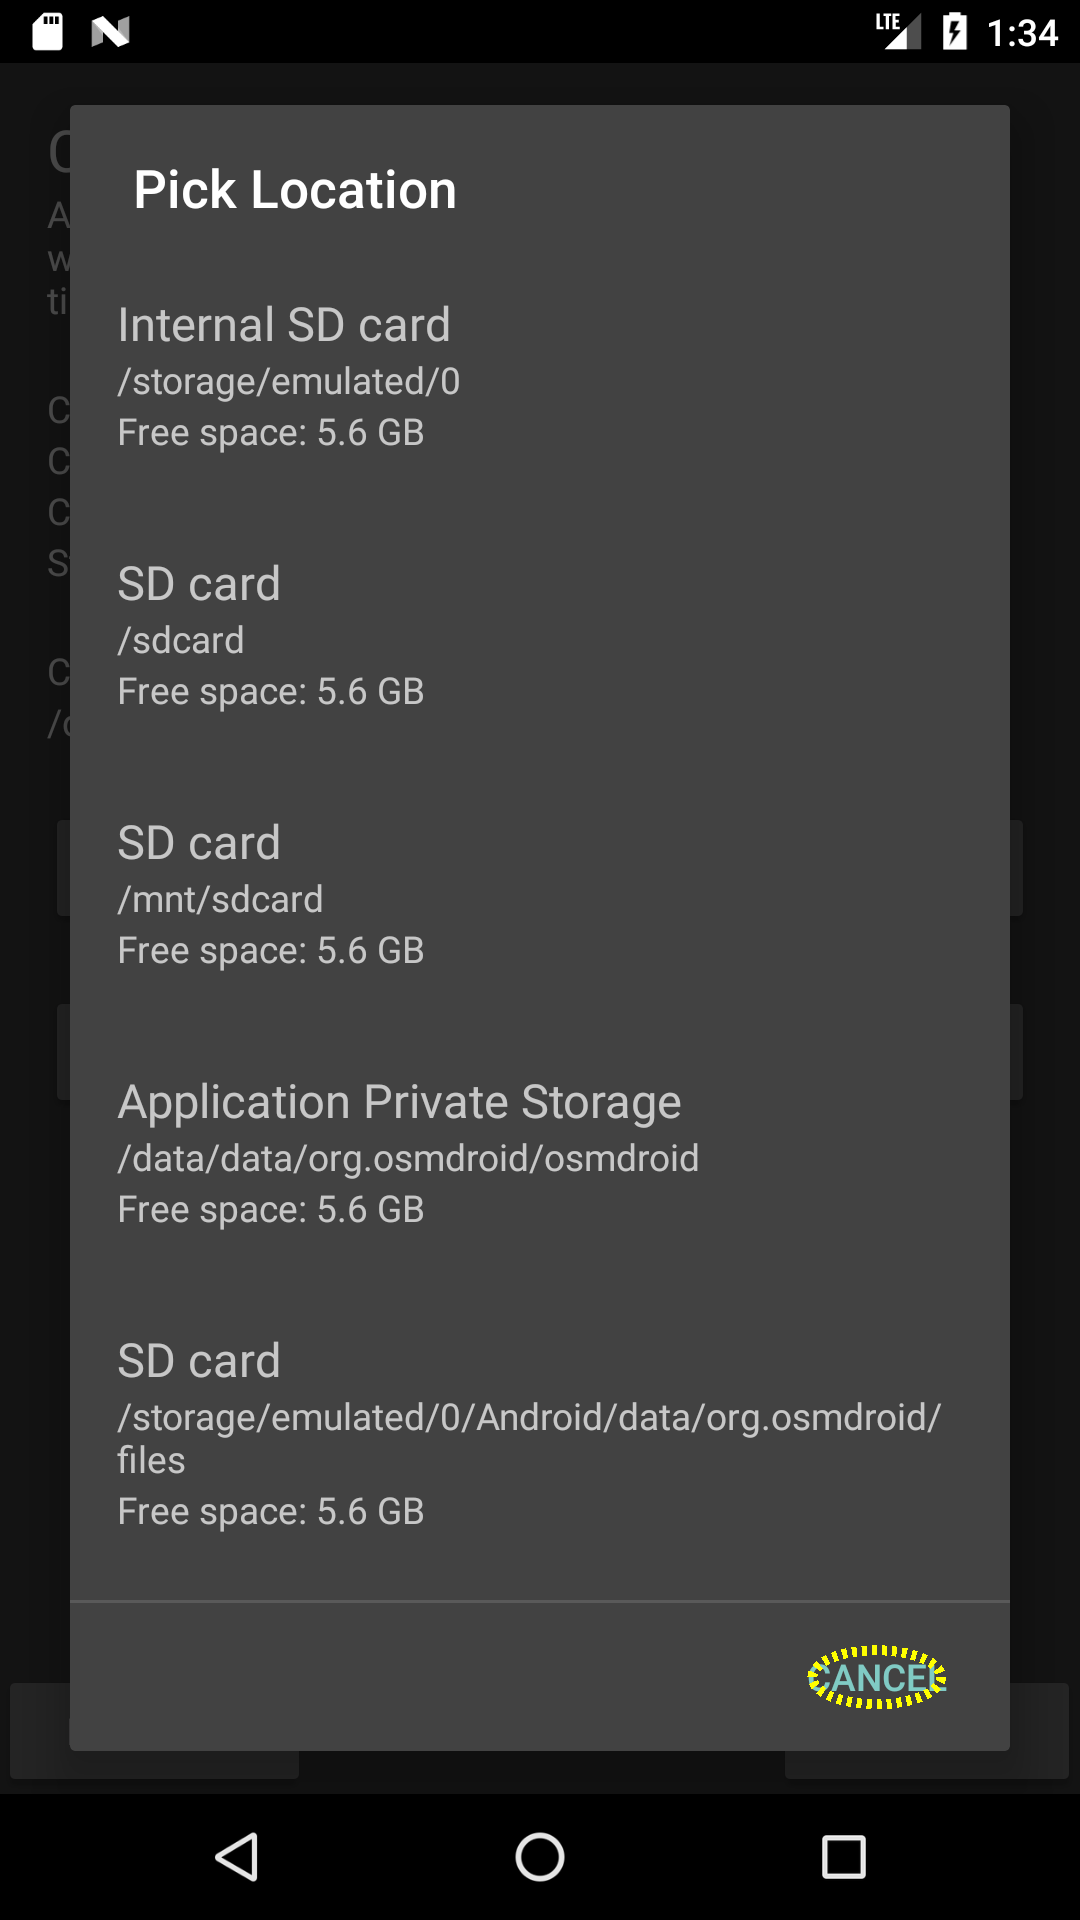 LTE 1:34
Pick Location
Internal SD card
/storage/emulated/0
Free space: 5.6 GB
SD card
/sdcard
Free space: 5.6 GB
SD card
/mnt/sdcard
Free space: 5.6 GB
Application Private Storage
/data/data/org.osmdroid/osmdroid
Free space: 5.6 GB
SD card
/storage/emulated/0/Android/data/org.osmdroid/
files
Free space: 5.6 GB
CANCEL